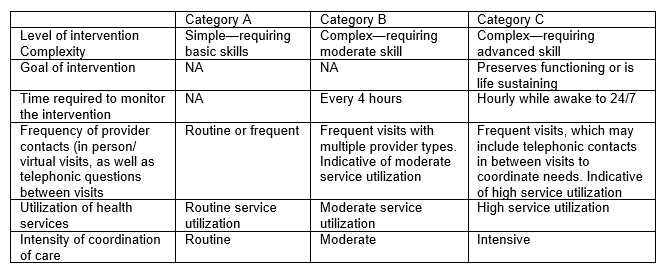 Category A Category B Category C
Level of intervention Simple—requiring Complex—requiring Complex—requiring
Complexity basic skills moderate skill advanced skill
Goal of intervention NA NA Preserves functioning or is
life sustaining
Time required to monitor NA Every 4 hours Hourly while awake to 24/7
the intervention
Frequency of provider Routine or frequent Frequent visits with Frequent visits, which may
contacts (in person/ multiple provider types. include telephonic contacts
virtual visits, as well as Indicative of moderate in between visits to
telephonic questions service utilization coordinate needs. Indicative
between visits of high service utilization
Utilization of health Routine service Moderate service High service utilization
services utilization utilization
Intensity of coordination Routine Moderate Intensive
of care